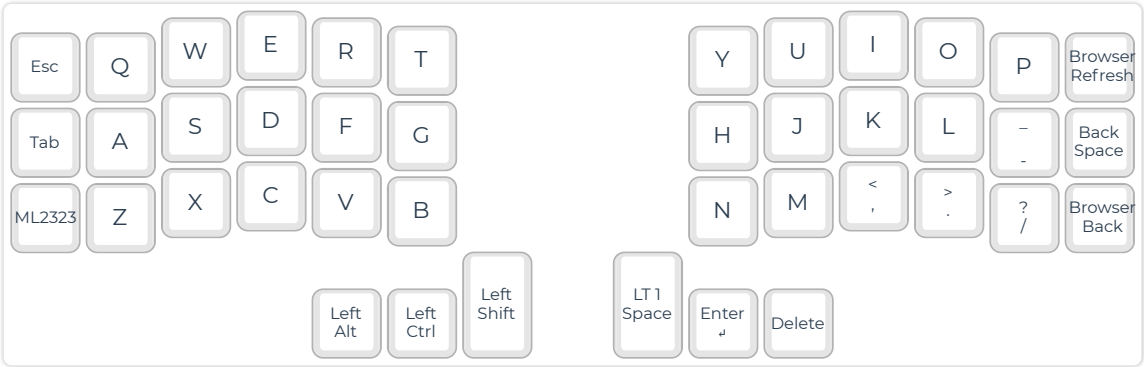 Esc Q W E R T Y U I O P Browser
Refresh
Tab A S D F G H J K L _
-
Back
Space
ML2323 Z X C V B N M <
,
>
.
?
/
Browser
Back
Left
Alt
Left
Ctrl
Left
Shift
LT 1
Space
Enter
↲
Delete